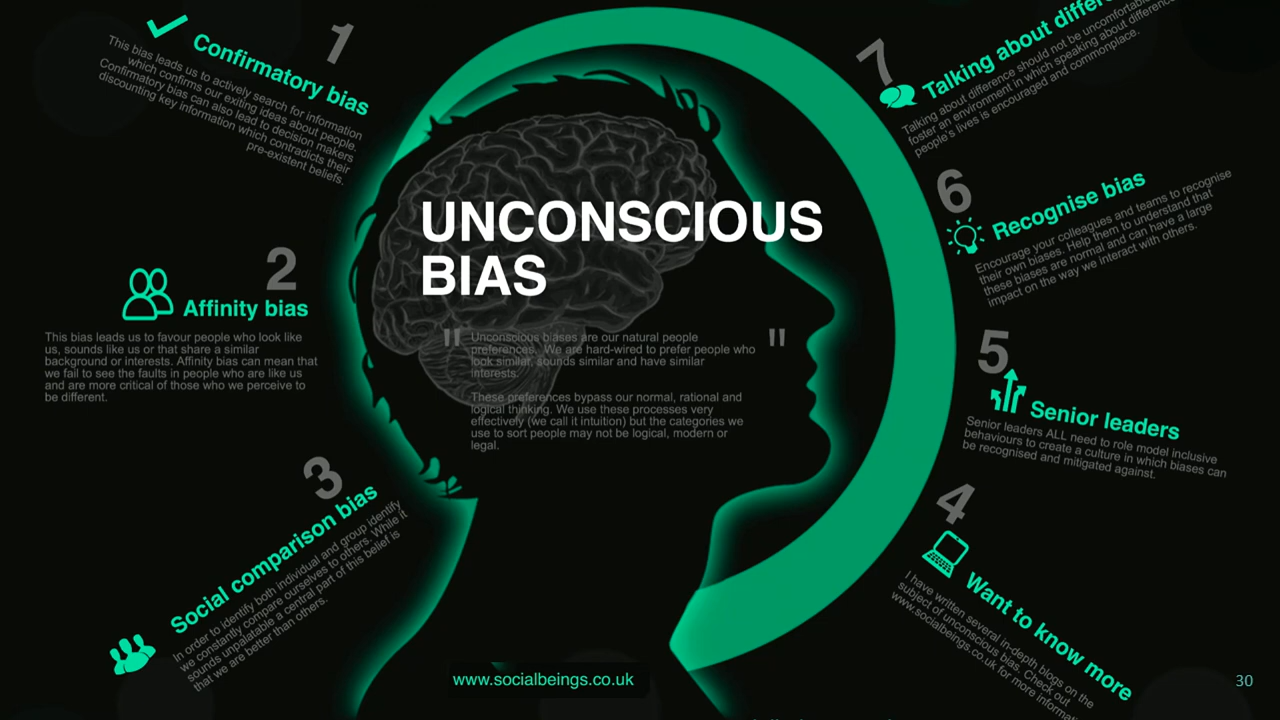 1
Confirmatory bias
This bias leads us to actively search for information
which confirms our exiting ideas about people.
Confirmatory bias can also lead to decision makers
discounting key information which contradicts their
pre-existent beliefs.
2
Affinity bias
This bias leads us to favour people who look like
us, sounds like us or that share a similar
background or interests. Affinity bias can mean that
we fail to see the faults in people who are like us
and are more critical of those who we perceive to
be different.
3
Social comparison bias
In order to identify both individual and group identify
we constantly compare ourselves to others. While it
sounds unpalatable a central part of this belief is
that we are better than others.
UNCONSCIOUS
BIAS
"Unconscious biases are our natural people "
preferences. We are hard-wired to prefer people who
look similar, sounds similar and have similar
interests.
These preferences bypass our normal, rational and
logical thinking. We use these processes very
effectively (we call it intuition) but the categories we
use to sort people may not be logical, modern or
legal.
www.socialbeings.co.uk
7
Talking about differ
Talking about difference should not be uncomfortable
foster an environment in which speaking about difference
people's lives is encouraged and commonplace.
6
Recognise bias
Encourage your colleagues and teams to recognise
their own biases. Help them to understand that
these biases are normal and can have a large
impact on the way we interact with others.
5
Senior leaders
Senior leaders ALL need to role model inclusive
behaviours to create a culture in which biases can
be recognised and mitigated against.
4
Want to know more
I have written several in-depth blogs on the
subject of unconscious bias. Check out
www.socialbeings.co.uk for more informat
30